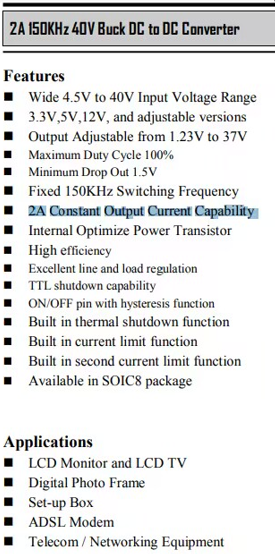 2A 150KHz 40V Buck DC to DC Converter
Features
■ Wide 4.5V to 40V Input Voltage Range
■ 3.3V,5V,12V, and adjustable versions
■ Output Adjustable from 1.23V to 37V
■ Maximum Duty Cycle 100%
■ Minimum Drop Out 1.5V
■ Fixed 150KHz Switching Frequency
■ 2A Constant Output Current Capability
■ Internal Optimize Power Transistor
■ High efficiency
■ Excellent line and load regulation
■ TTL shutdown capability
■ ON/OFF pin with hysteresis function
■ Built in thermal shutdown function
■ Built in current limit function
■ Built in second current limit function
■ Available in SOIC8 package
Applications
■ LCD Monitor and LCD TV
■ Digital Photo Frame
■ Set-up Box
■ ADSL Modem
■ Telecom / Networking Equipment